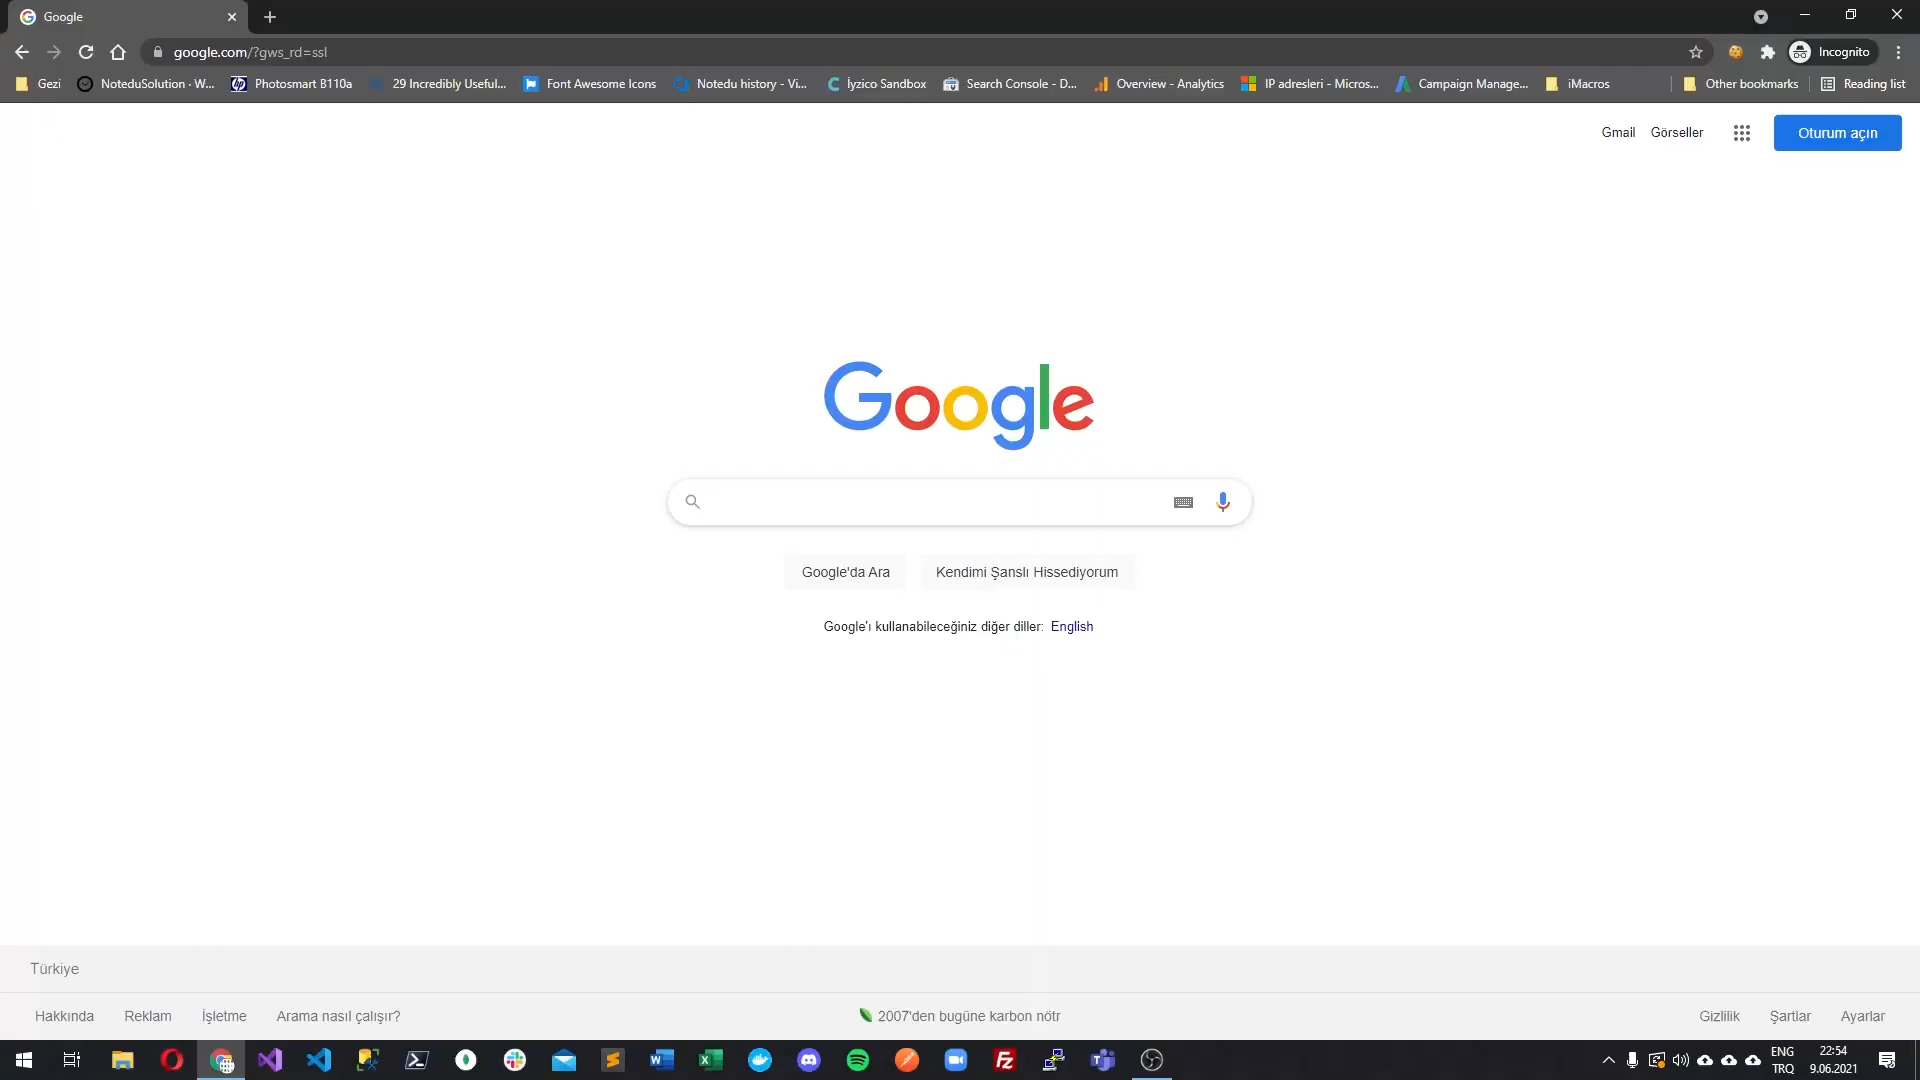 Google
google.com/?gws_rd=ssl
Incognito
Gezi
NoteduSolution - W...
Photosmart B110a
29 Incredibly Useful...
Font Awesome Icons
Notedu history - Vi...
İyzico Sandbox
Search Console - D...
Overview - Analytics
IP adresleri - Micros...
Campaign Manage...
iMacros
Other bookmarks
Reading list
Gmail
Görseller
Oturum açın
Google
Google'da Ara
Kendimi Şanslı Hissediyorum
Google'ı kullanabileceğiniz diğer diller: English
Türkiye
Hakkında
Reklam
İşletme
Arama nasıl çalışır?
2007'den bugüne karbon nötr
Gizlilik
Şartlar
Ayarlar
ENG
TRQ
22:54
9.06.2021